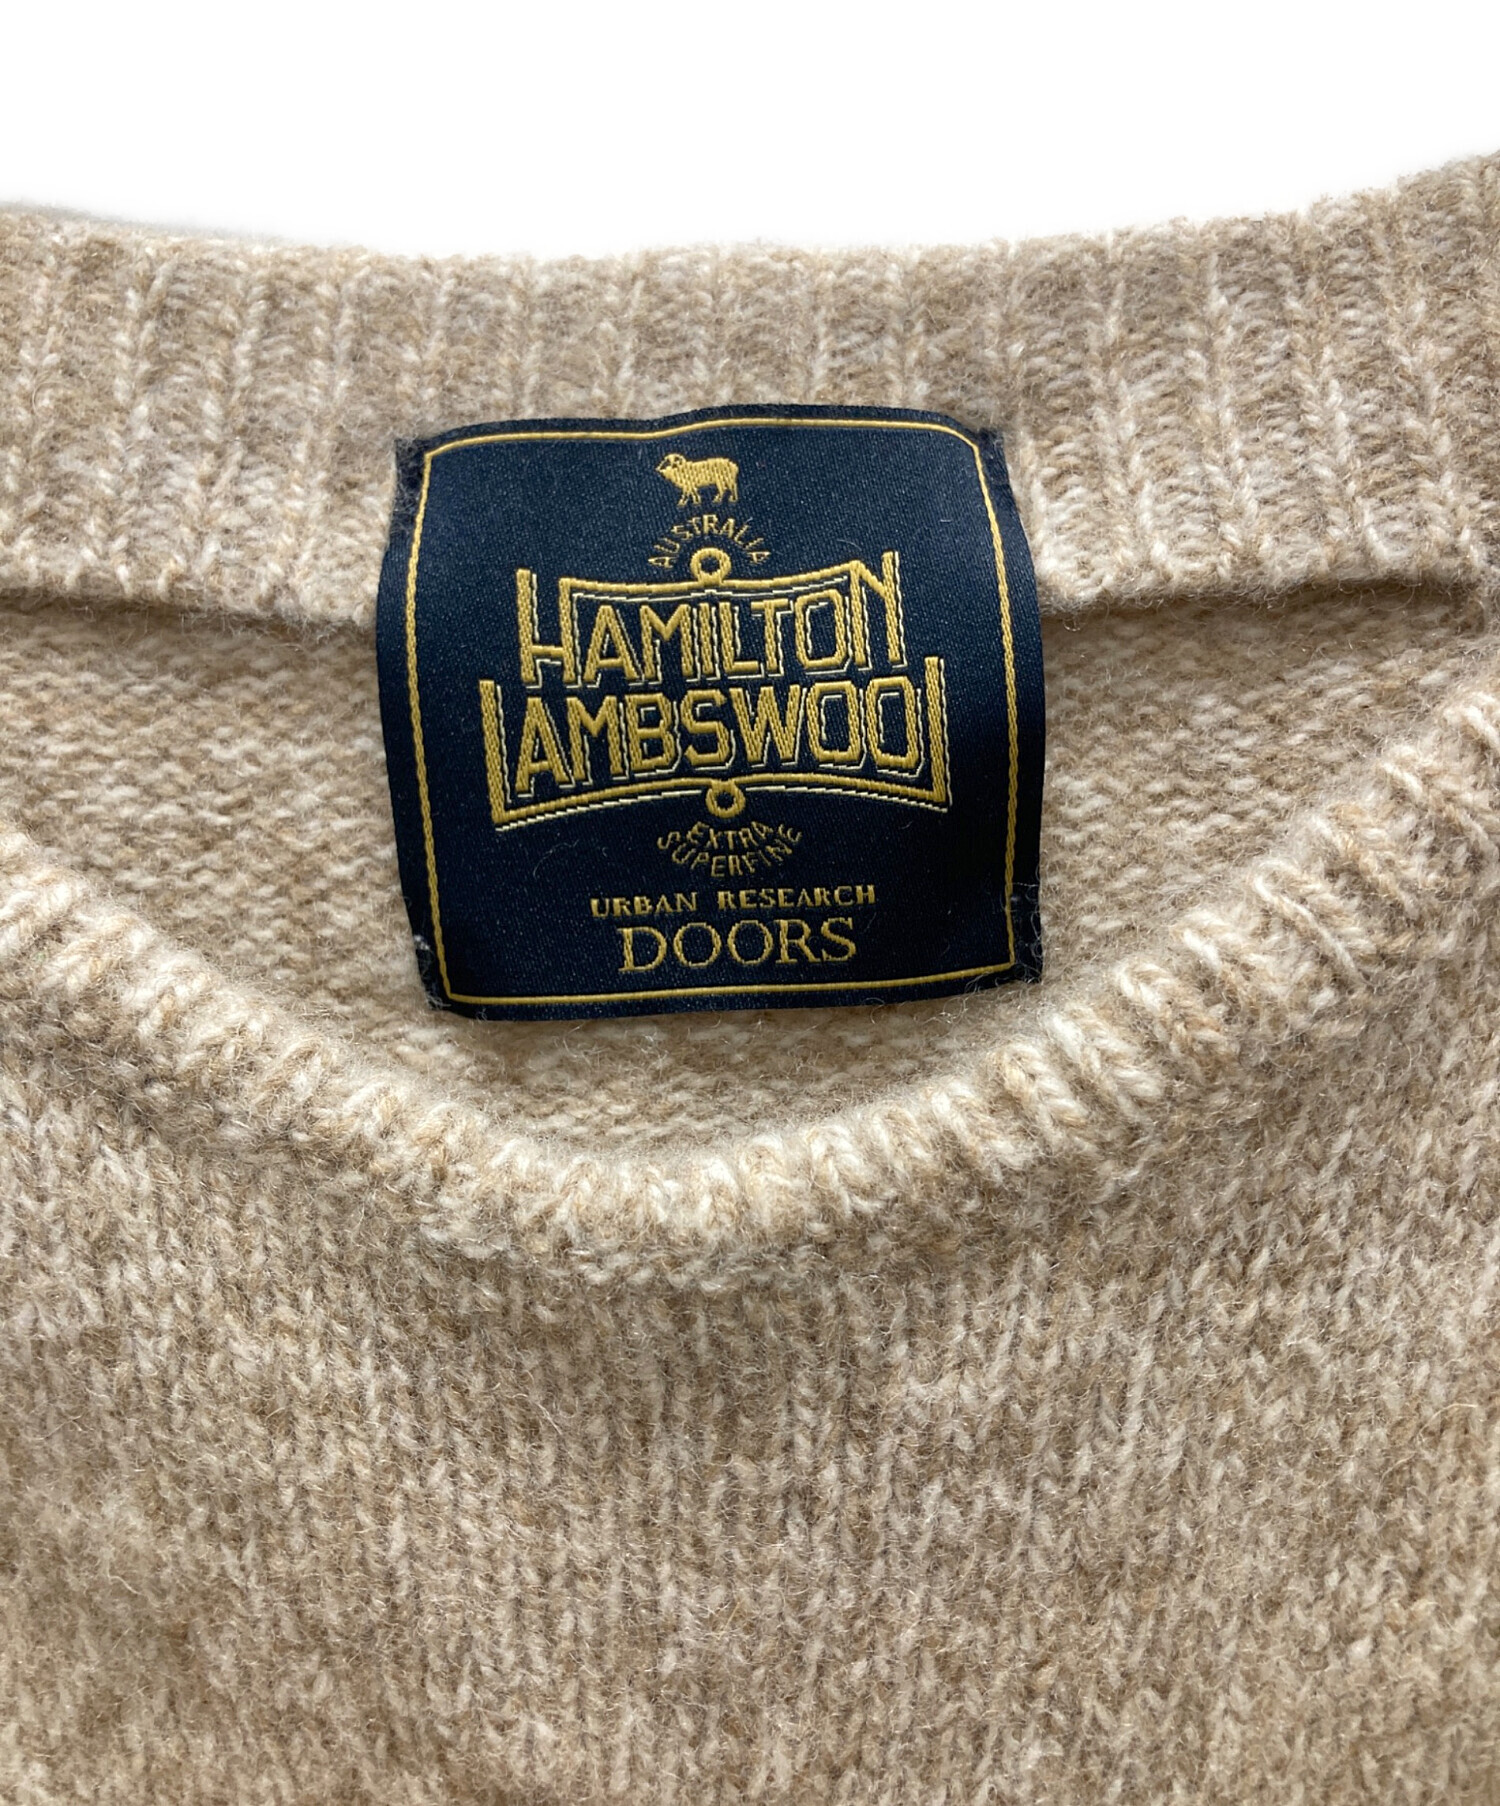 AUSTRALIA
HAMILTON
LAMBSWOOL
EXTRA
SUPERFINE
URBAN RESEARCH
DOORS